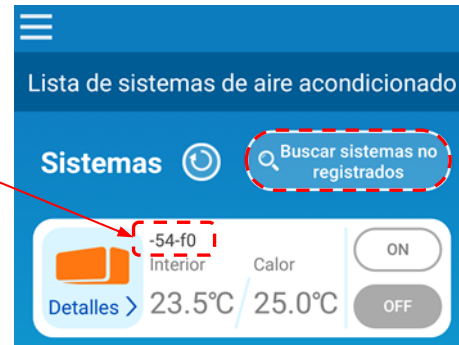 Lista de sistemas de aire acondicionado
Sistemas
Buscar sistemas no
registrados
-54-f0
Interior Calor ON
Detalles > 23.5°C 25.0°C OFF